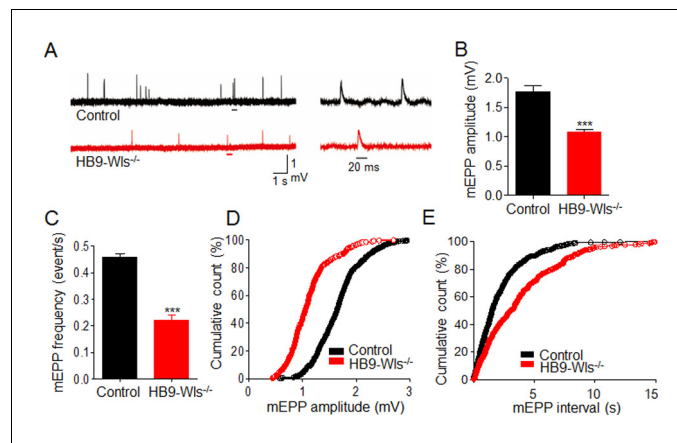 A
Control
HB9-Wls-/-
1 s
1
mV
20 ms
B
mEPP amplitude (mV)
2.0
1.5
1.0
0.5
0.0
***
Control HB9-Wls-/-
C
mEPP frequency (event/s)
0.5
0.4
0.3
0.2
0.1
0.0
***
Control HB9-Wls-/-
D
Cumulative count (%)
100
80
60
40
20
0
Control
HB9-Wls-/-
0 1 2 3
mEPP amplitude (mV)
E
Cumulative count (%)
100
80
60
40
20
0
Control
HB9-Wls-/-
5 10 15
mEPP interval (s)